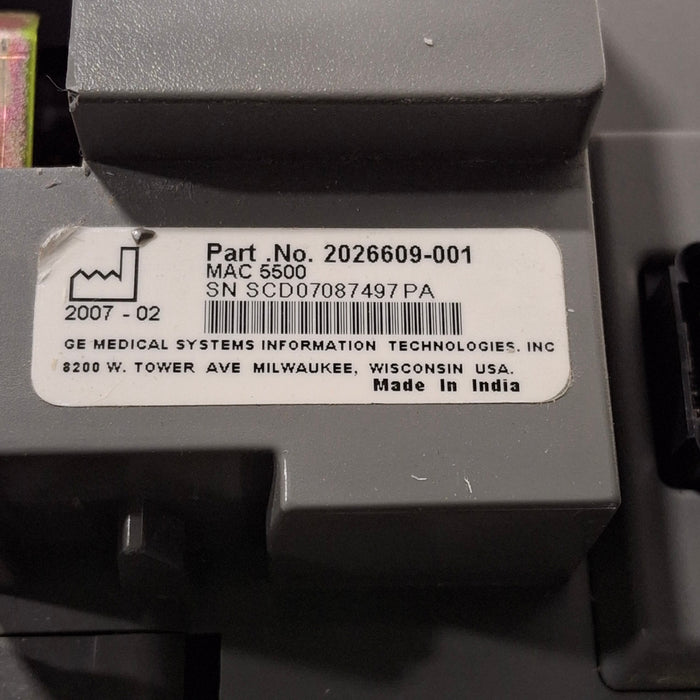 Part .No. 2026609-001
MAC 5500
SN SCD07087497PA
2007 - 02
GE MEDICAL SYSTEMS INFORMATION TECHNOLOGIES, INC
8200 W. TOWER AVE MILWAUKEE, WISCONSIN USA.
Made In India